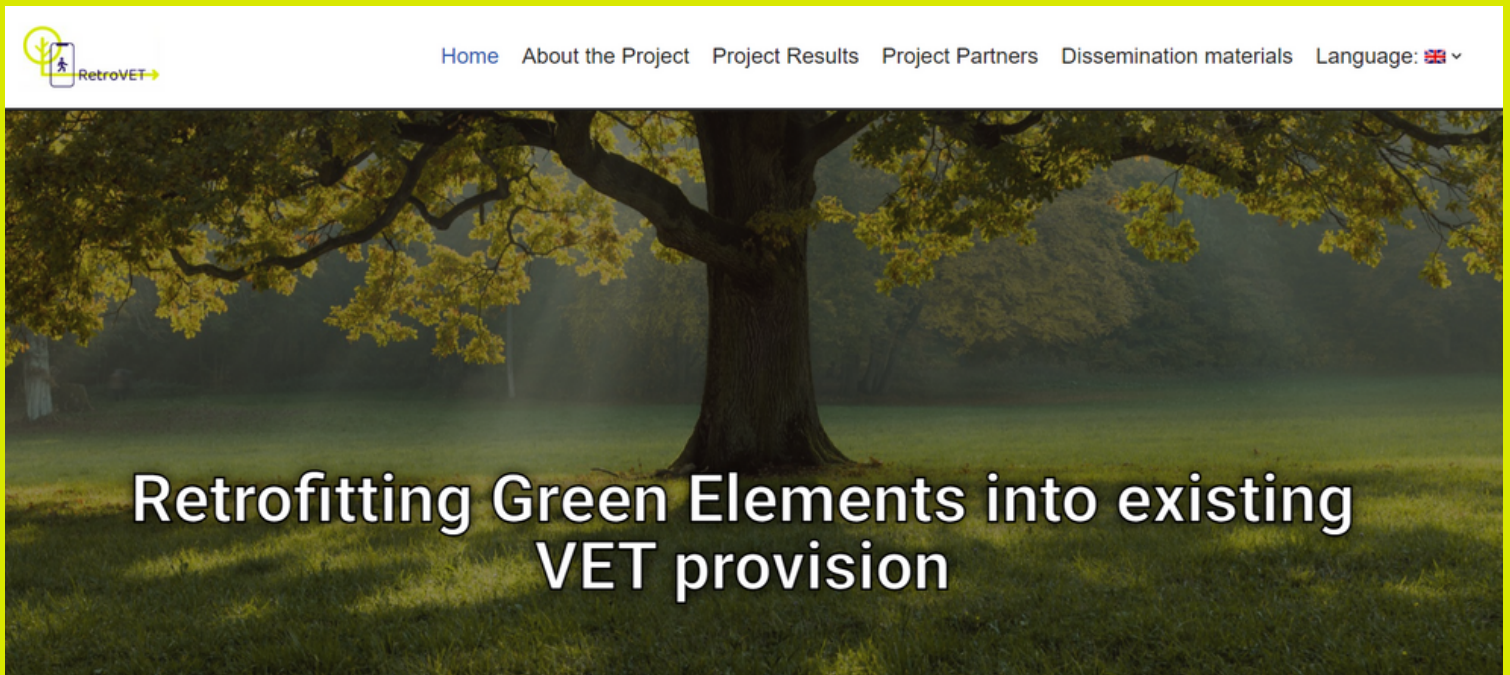 RetroVET
Home About the Project Project Results Project Partners Dissemination materials Language:
Retrofitting Green Elements into existing
VET provision